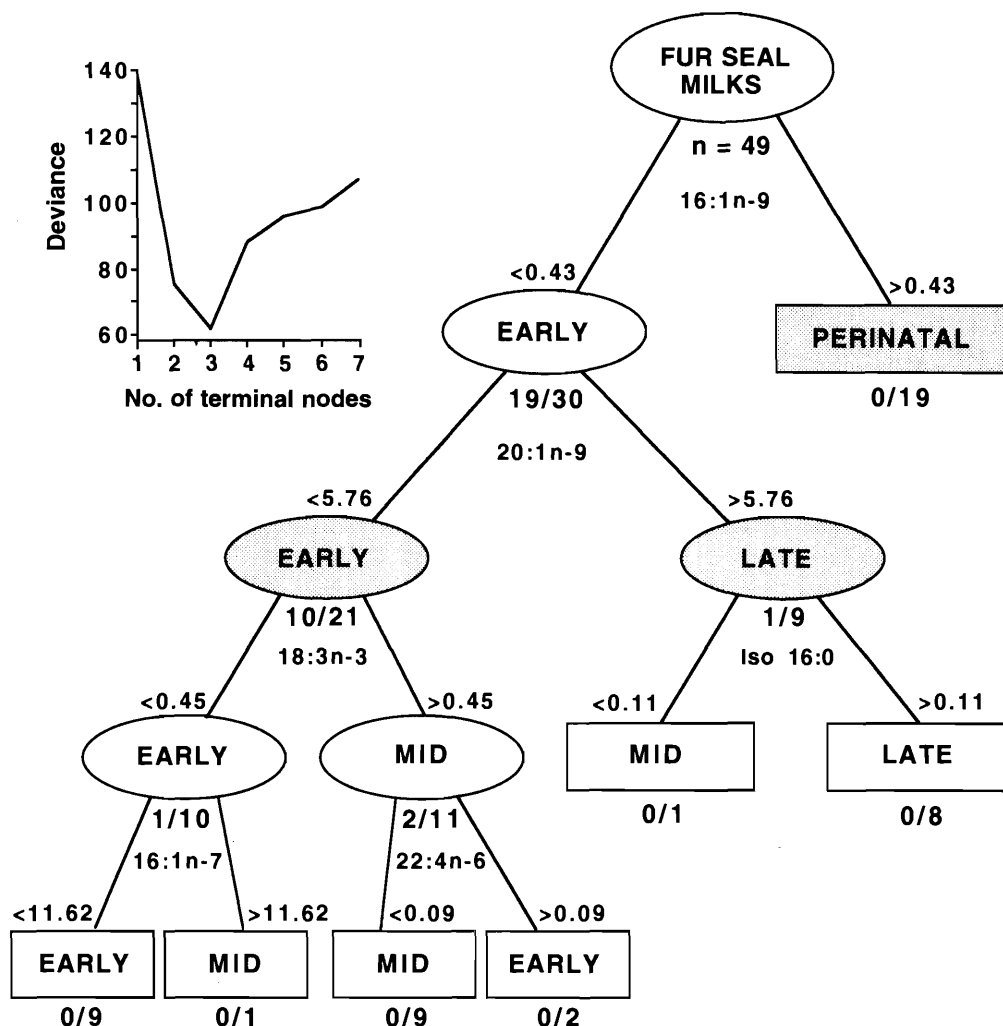 140
120
100
80
60
Deviance
1 2 3 4 5 6 7
No. of terminal nodes
FUR SEAL
MILKS
n = 49
16:1n-9
<0.43
>0.43
EARLY
PERINATAL
19/30
0/19
20:1n-9
<5.76
>5.76
EARLY
LATE
10/21
1/9
18:3n-3
Iso 16:0
<0.45
>0.45
<0.11
>0.11
EARLY
MID
MID
LATE
1/10
2/11
0/1
0/8
16:1n-7
22:4n-6
<11.62
>11.62
<0.09
>0.09
EARLY
MID
MID
EARLY
0/9
0/1
0/9
0/2